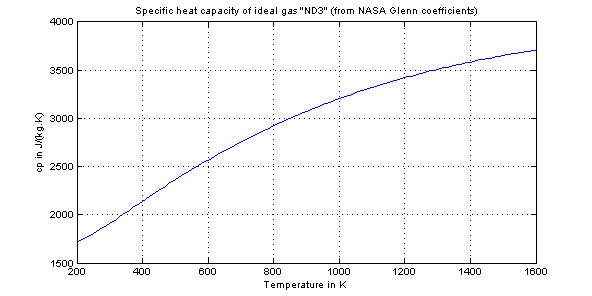 Specific heat capacity of ideal gas "ND3" (from NASA Glenn coefficients)
4000
3500
3000
2500
2000
1500
cp in J/(kg.K)
200 400 600 800 1000 1200 1400 1600
Temperature in K